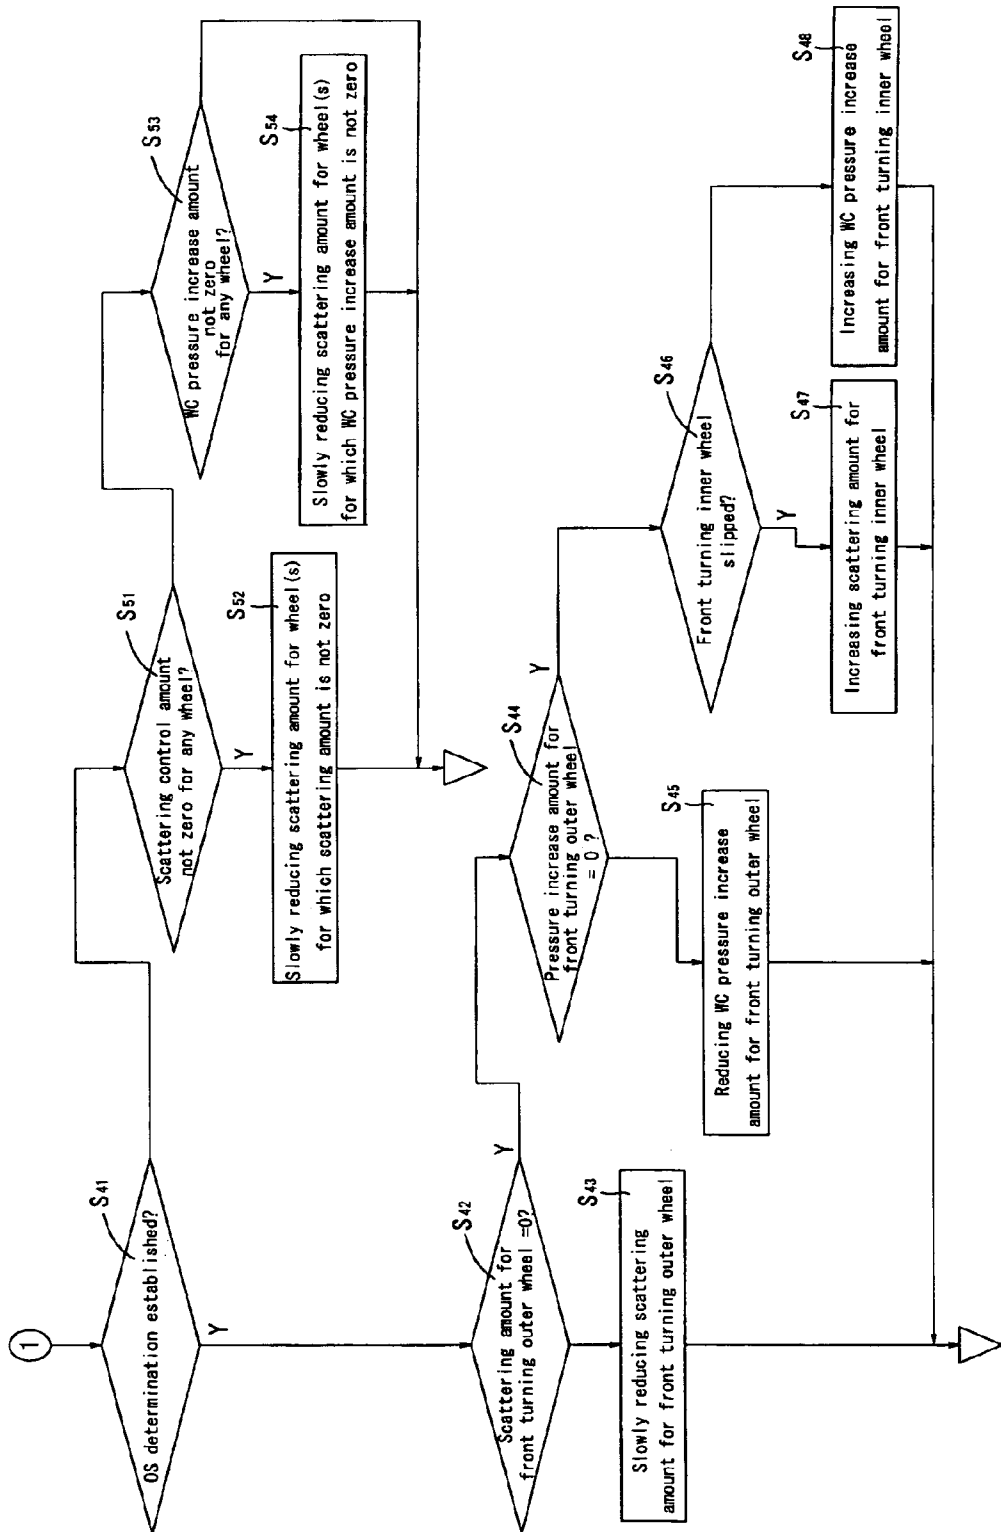 1
S41
OS determination established?
Y
S42
Scattering amount for
front turning outer wheel =0?
Y
S43
Slowly reducing scattering
amount for front turning outer wheel
S44
Pressure increase amount for
front turning outer wheel
= 0 ?
Y
S45
Reducing WC pressure increase
amount for front turning outer wheel
S46
Front turning inner wheel
slipped?
Y
S47
Increasing scattering amount for
front turning inner wheel
S48
Increasing WC pressure increase
amount for front turning inner wheel
S51
Scattering control amount
not zero for any wheel?
Y
S52
Slowly reducing scattering amount for wheel(s)
for which scattering amount is not zero
S53
WC pressure increase amount
not zero
for any wheel?
Y
S54
Slowly reducing scattering amount for wheel(s)
for which WC pressure increase amount is not zero